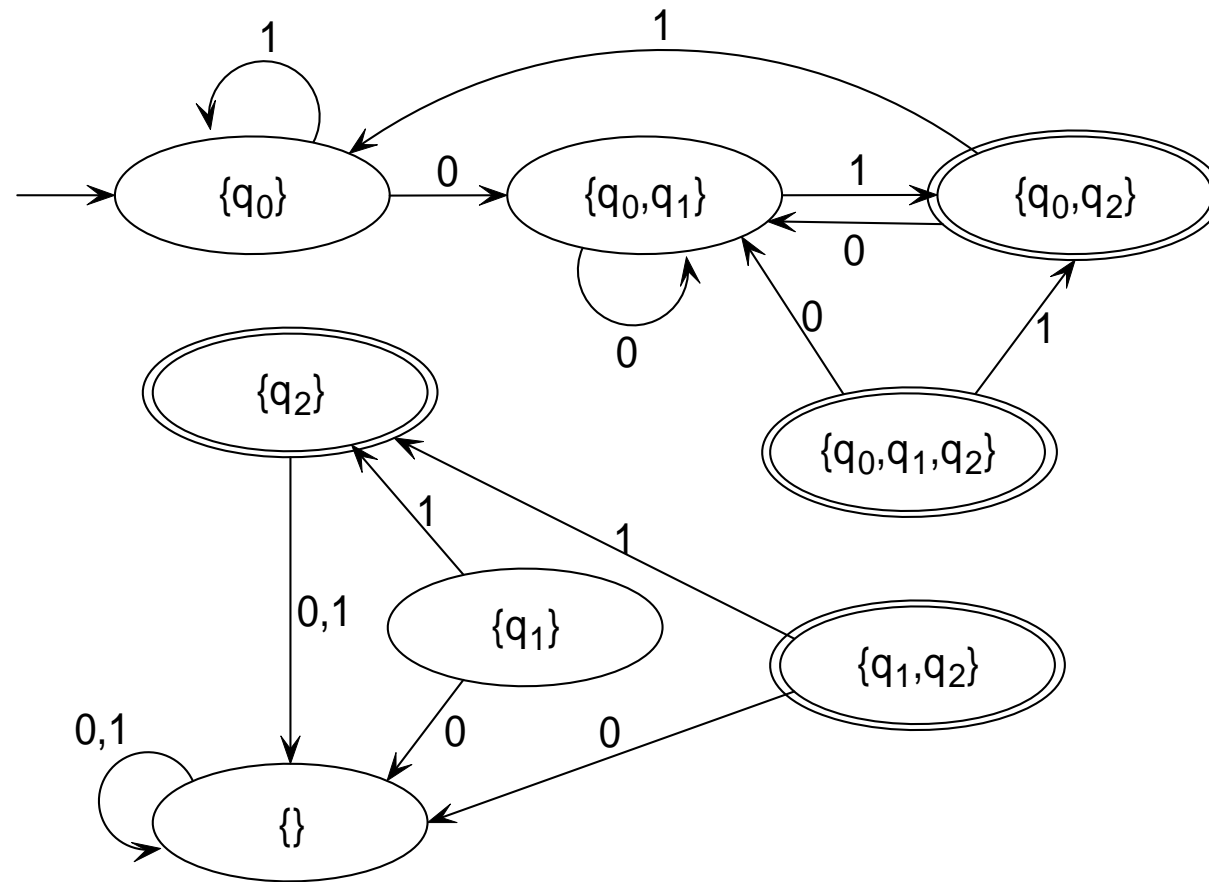 1
1
{q₀}
0
{q₀,q₁}
1
{q₀,q₂}
0
0
0
1
{q₂}
{q₀,q₁,q₂}
1
1
0,1
{q₁}
{q₁,q₂}
0,1
0
0
{}